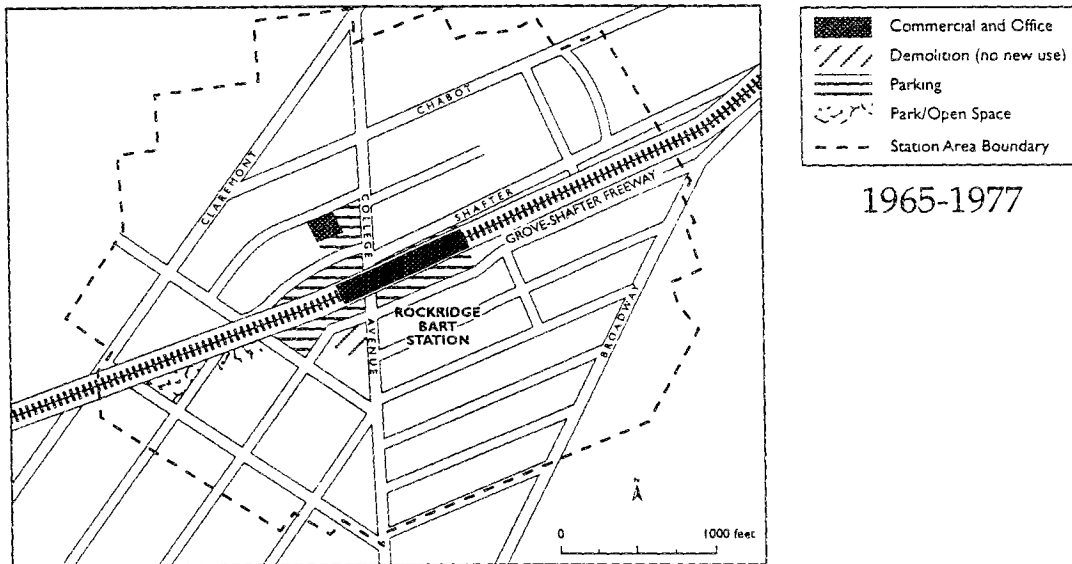 Commercial and Office
Demolition (no new use)
Parking
Park/Open Space
Station Area Boundary
1965-1977
CHABOT
CLAREMONT
COLLEGE
AVENUE
SHAFTER
GROVE-SHAFTER FREEWAY
ROCKRIDGE
BART
STATION
BROADWAY
N
0 1000 feet